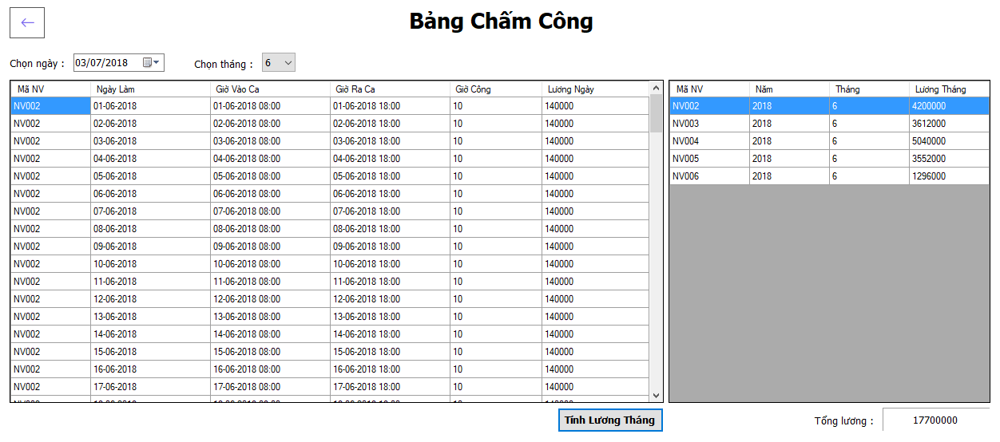 Bảng Chấm Công
Chọn ngày : 03/07/2018 Chọn tháng : 6
Mã NV Ngày Làm Giờ Vào Ca Giờ Ra Ca Giờ Công Lương Ngày
NV002 01-06-2018 01-06-2018 08:00 01-06-2018 18:00 10 140000
NV002 02-06-2018 02-06-2018 08:00 02-06-2018 18:00 10 140000
NV002 03-06-2018 03-06-2018 08:00 03-06-2018 18:00 10 140000
NV002 04-06-2018 04-06-2018 08:00 04-06-2018 18:00 10 140000
NV002 05-06-2018 05-06-2018 08:00 05-06-2018 18:00 10 140000
NV002 06-06-2018 06-06-2018 08:00 06-06-2018 18:00 10 140000
NV002 07-06-2018 07-06-2018 08:00 07-06-2018 18:00 10 140000
NV002 08-06-2018 08-06-2018 08:00 08-06-2018 18:00 10 140000
NV002 09-06-2018 09-06-2018 08:00 09-06-2018 18:00 10 140000
NV002 10-06-2018 10-06-2018 08:00 10-06-2018 18:00 10 140000
NV002 11-06-2018 11-06-2018 08:00 11-06-2018 18:00 10 140000
NV002 12-06-2018 12-06-2018 08:00 12-06-2018 18:00 10 140000
NV002 13-06-2018 13-06-2018 08:00 13-06-2018 18:00 10 140000
NV002 14-06-2018 14-06-2018 08:00 14-06-2018 18:00 10 140000
NV002 15-06-2018 15-06-2018 08:00 15-06-2018 18:00 10 140000
NV002 16-06-2018 16-06-2018 08:00 16-06-2018 18:00 10 140000
NV002 17-06-2018 17-06-2018 08:00 17-06-2018 18:00 10 140000
Mã NV Năm Tháng Lương Tháng
NV002 2018 6 4200000
NV003 2018 6 3612000
NV004 2018 6 5040000
NV005 2018 6 3552000
NV006 2018 6 1296000
Tính Lương Tháng
Tổng lương : 17700000